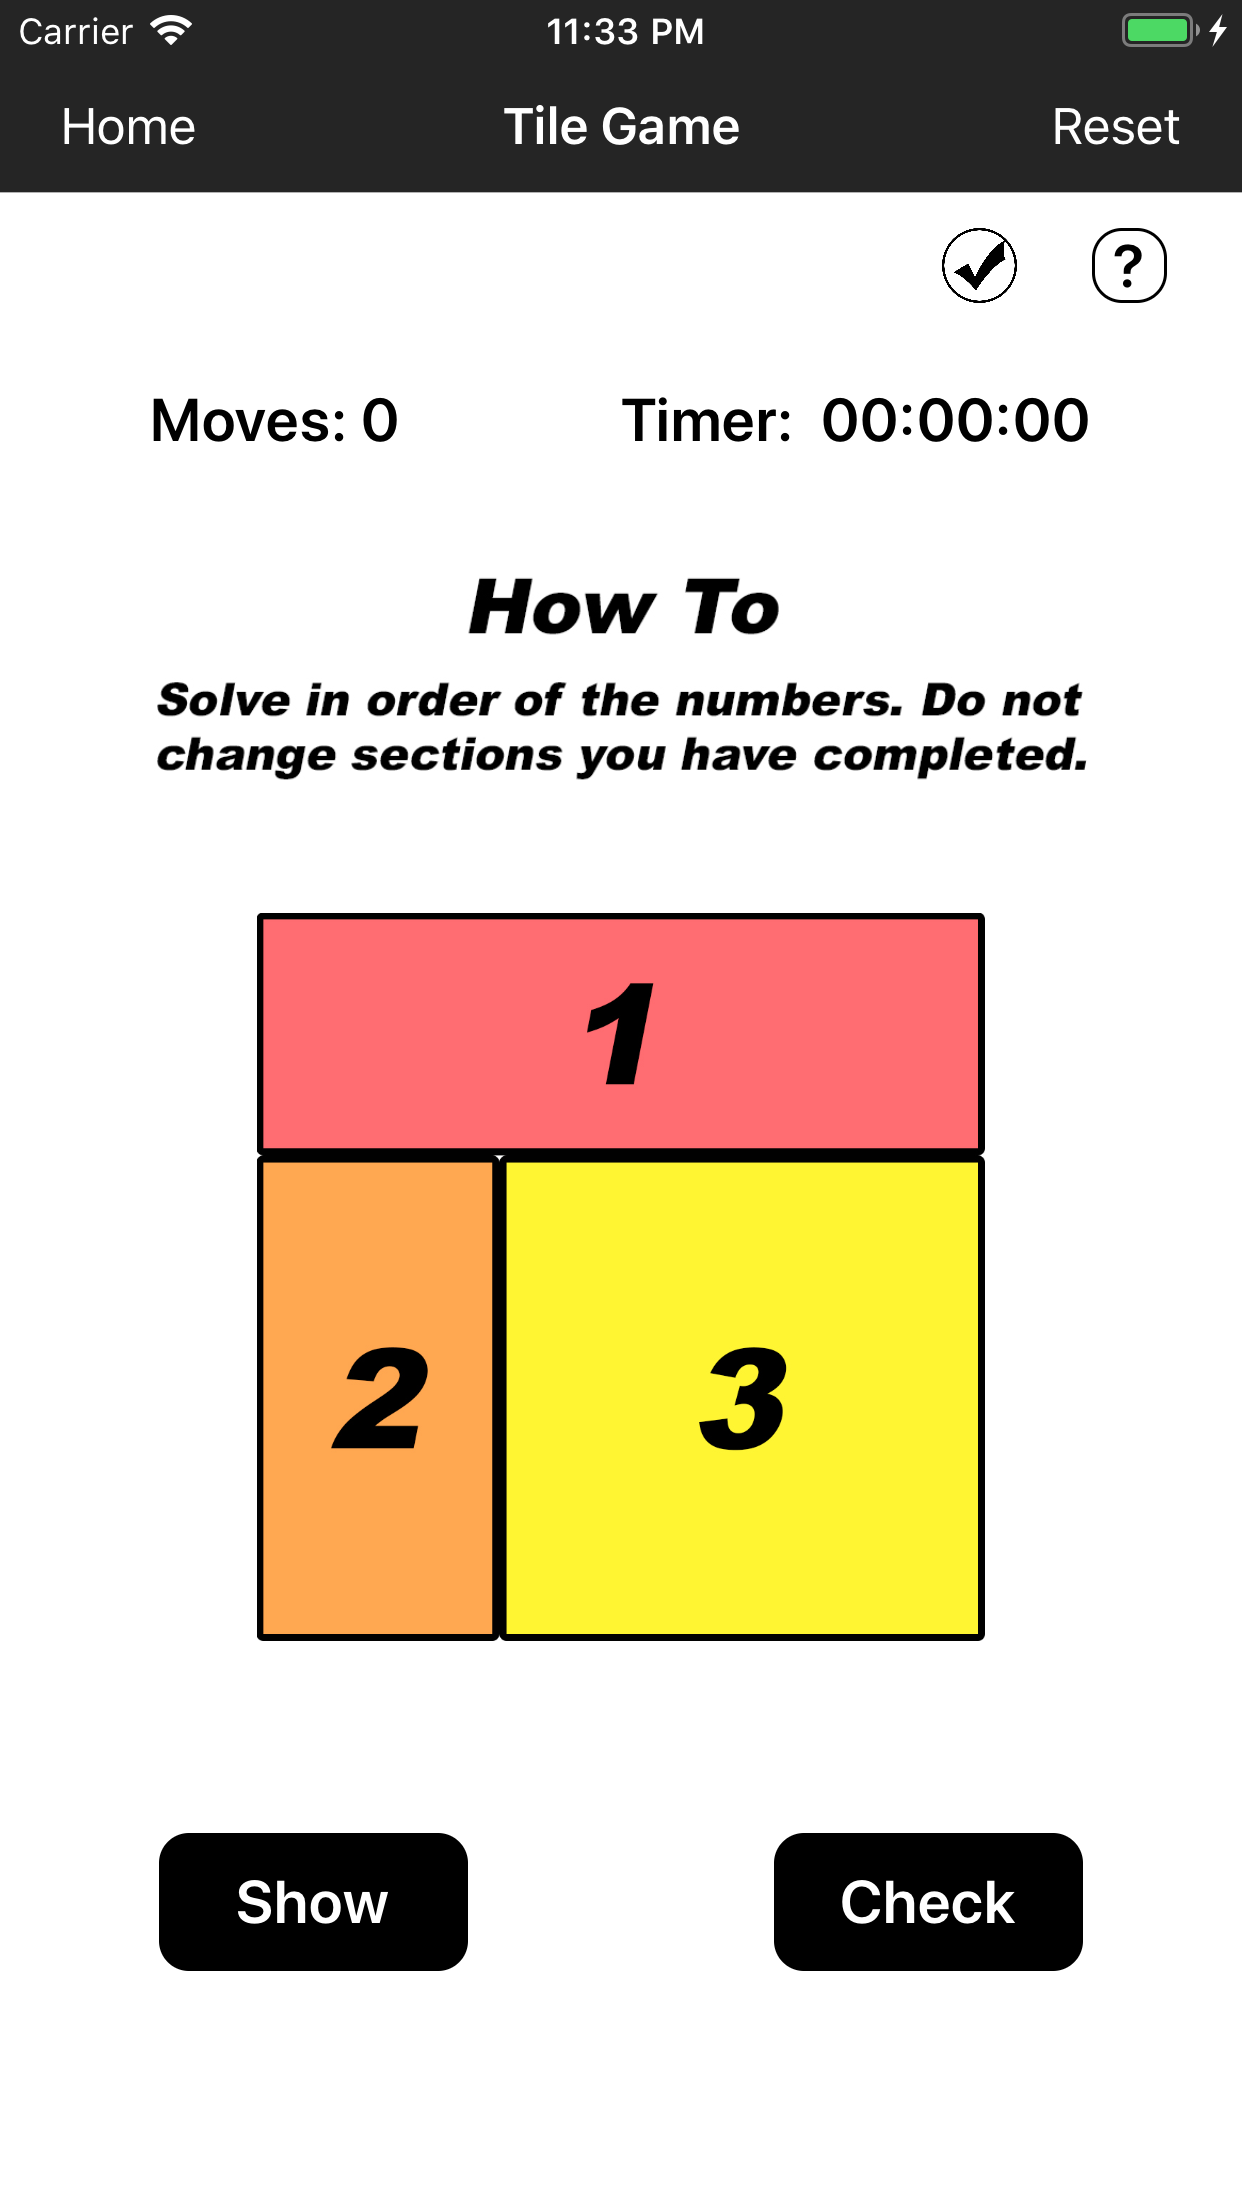 Carrier 11:33 PM
Home Tile Game Reset
?
Moves: 0 Timer: 00:00:00
How To
Solve in order of the numbers. Do not
change sections you have completed.
1
2 3
Show Check